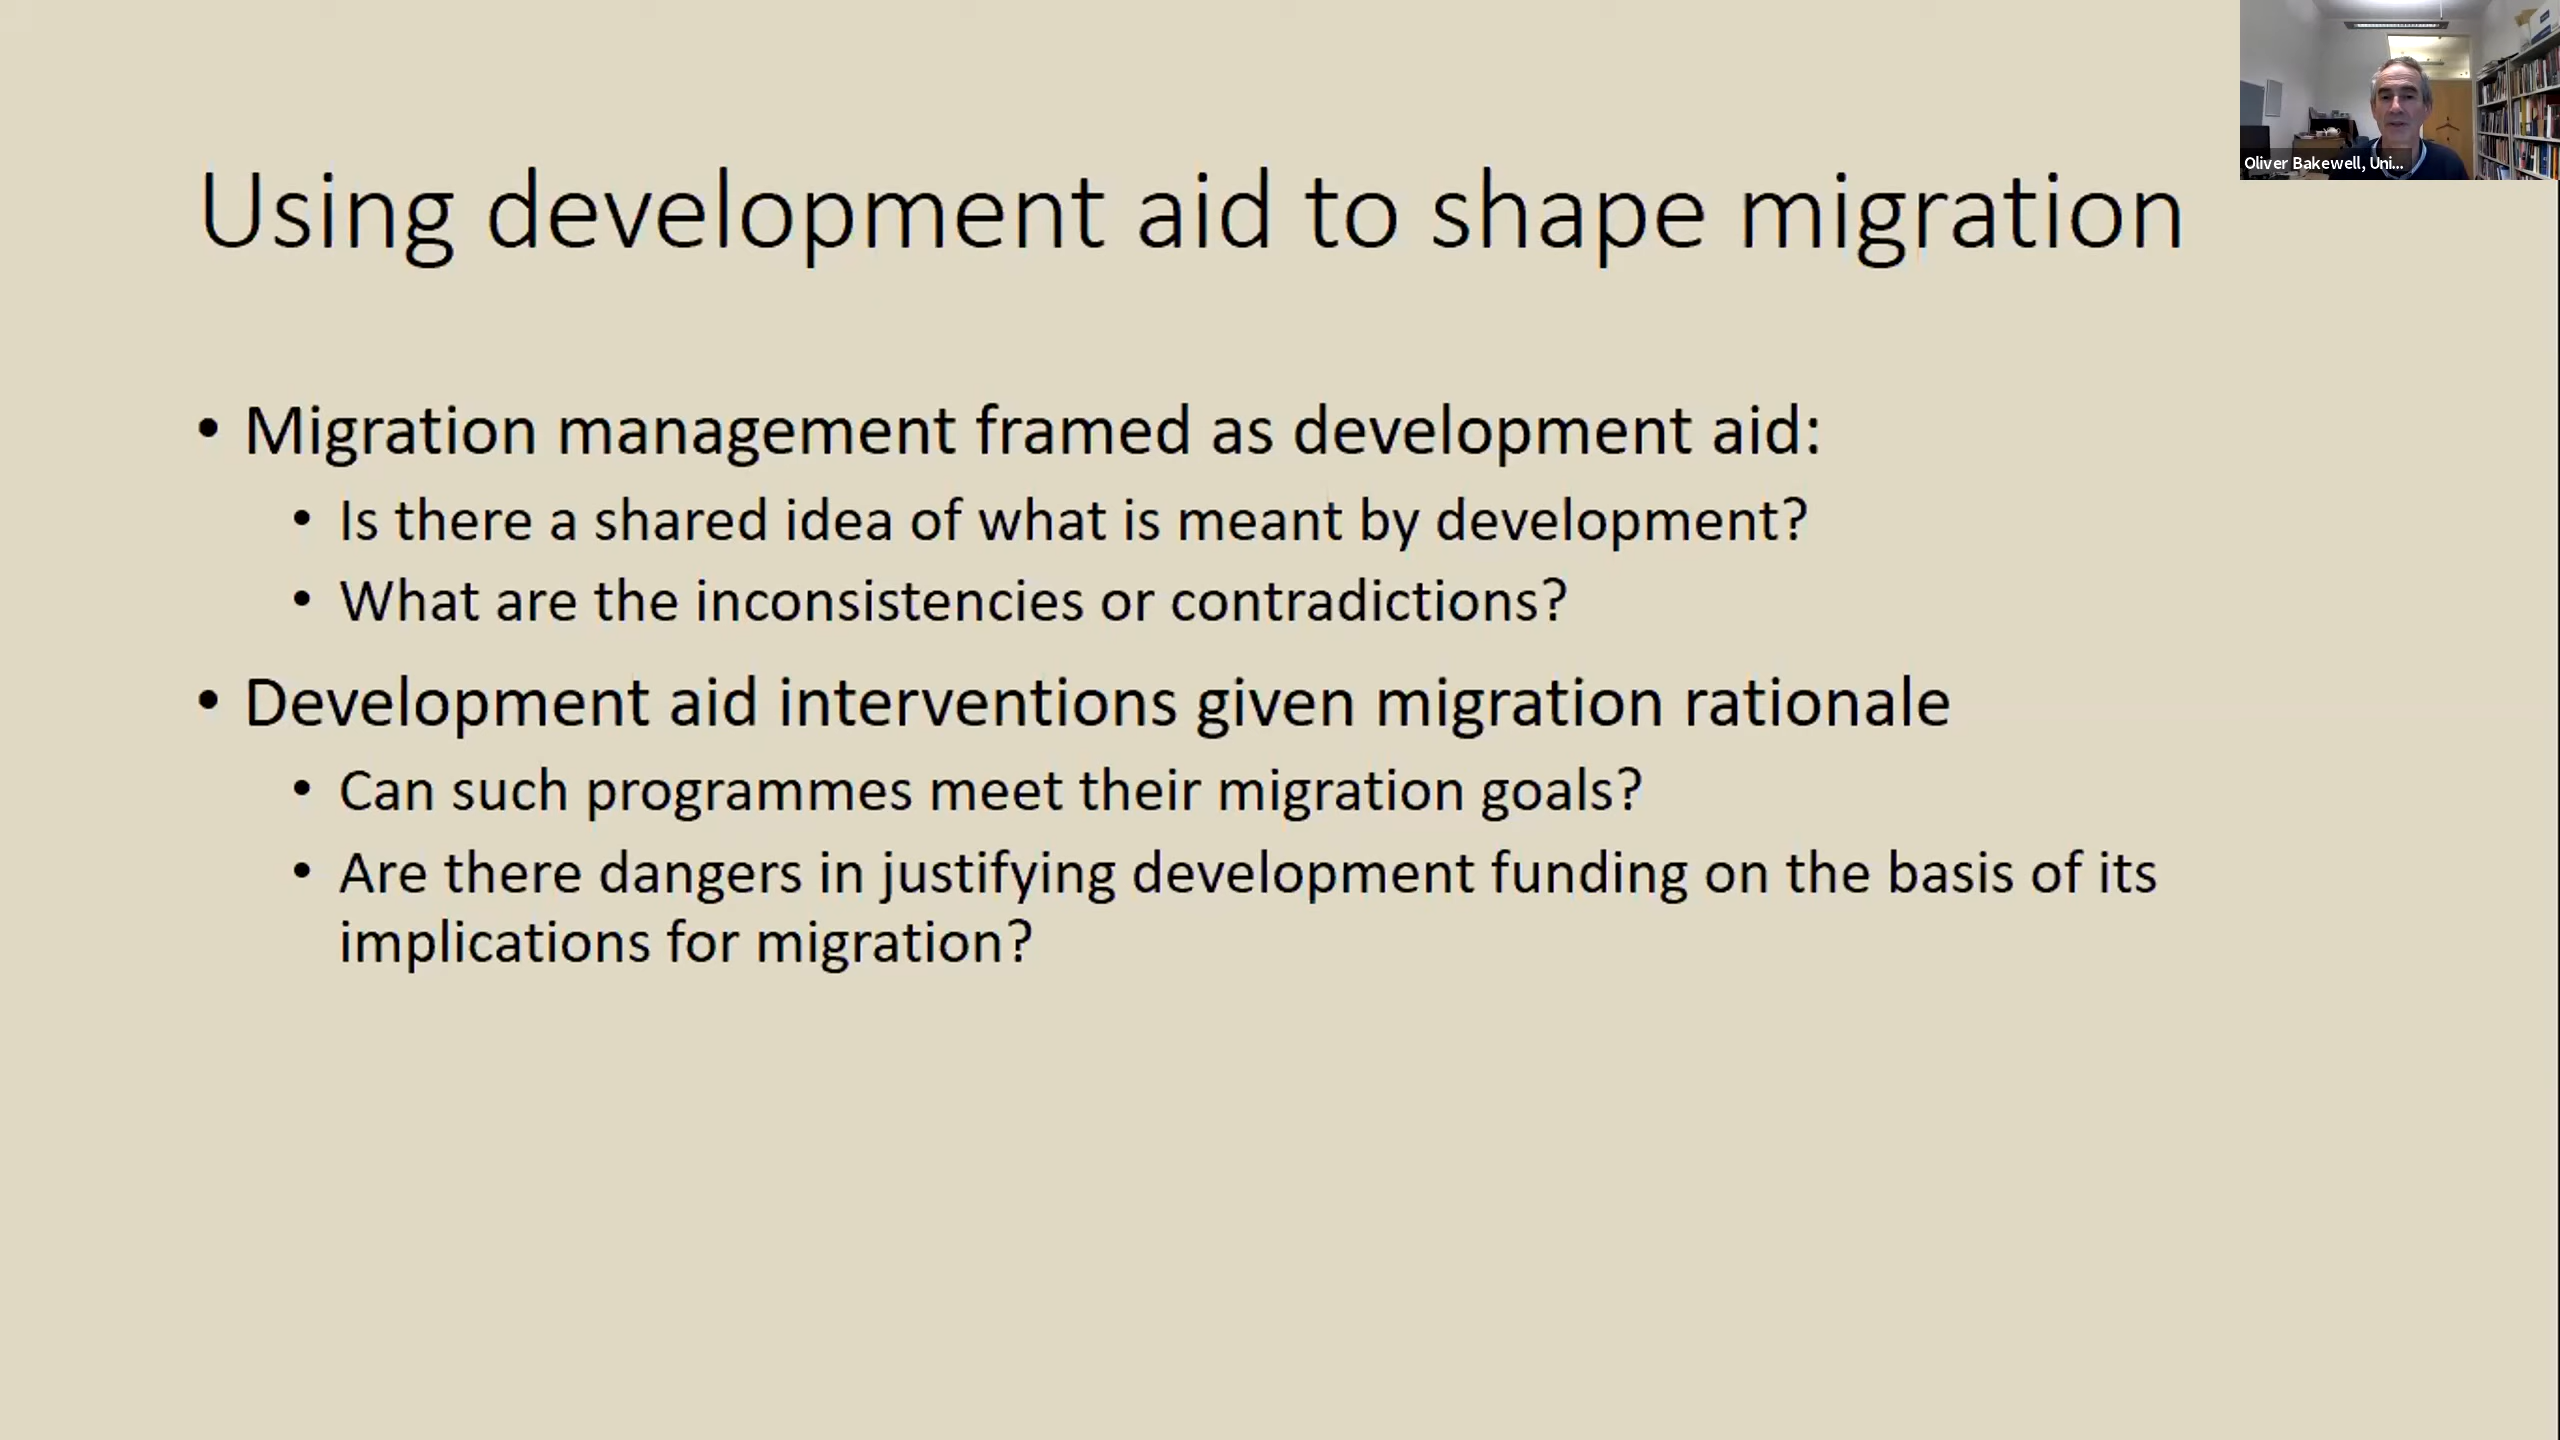 Using development aid to shape migration
Oliver Bakewell, Uni...
• Migration management framed as development aid:
• Is there a shared idea of what is meant by development?
• What are the inconsistencies or contradictions?
• Development aid interventions given migration rationale
• Can such programmes meet their migration goals?
• Are there dangers in justifying development funding on the basis of its
implications for migration?